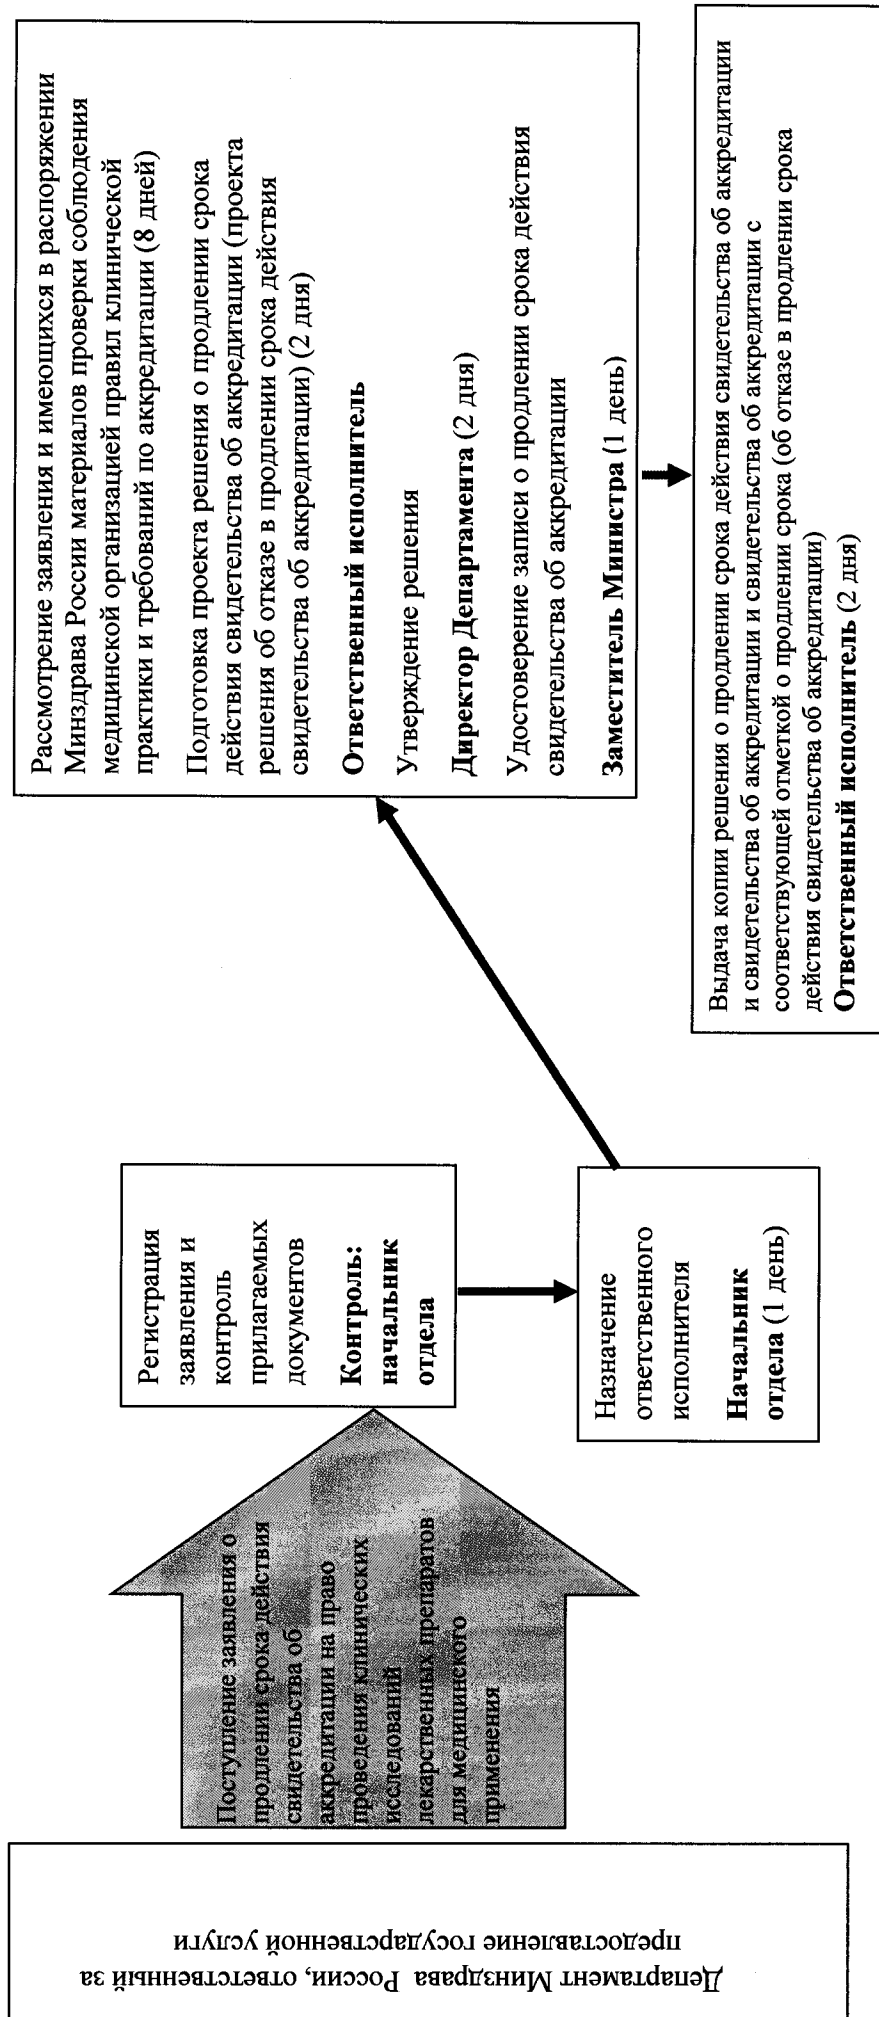 Департамент Минздрава России, ответственный за
предоставление государственной услуги
Поступление заявления о
продлении срока действия
свидетельства об
аккредитации на право
проведения клинических
исследований
лекарственных препаратов
для медицинского
применения
Регистрация
заявления и
контроль
прилагаемых
документов
Контроль:
начальник
отдела
Назначение
ответственного
исполнителя
Начальник
отдела (1 день)
Рассмотрение заявления и имеющихся в распоряжении
Минздрава России материалов проверки соблюдения
медицинской организацией правил клинической
практики и требований по аккредитации (8 дней)
Подготовка проекта решения о продлении срока
действия свидетельства об аккредитации (проекта
решения об отказе в продлении срока действия
свидетельства об аккредитации) (2 дня)
Ответственный исполнитель
Утверждение решения
Директор Департамента (2 дня)
Удостоверение записи о продлении срока действия
свидетельства об аккредитации
Заместитель Министра (1 день)
Выдача копии решения о продлении срока действия свидетельства об аккредитации
и свидетельства об аккредитации и свидетельства об аккредитации с
соответствующей отметкой о продлении срока (об отказе в продлении срока
действия свидетельства об аккредитации)
Ответственный исполнитель (2 дня)